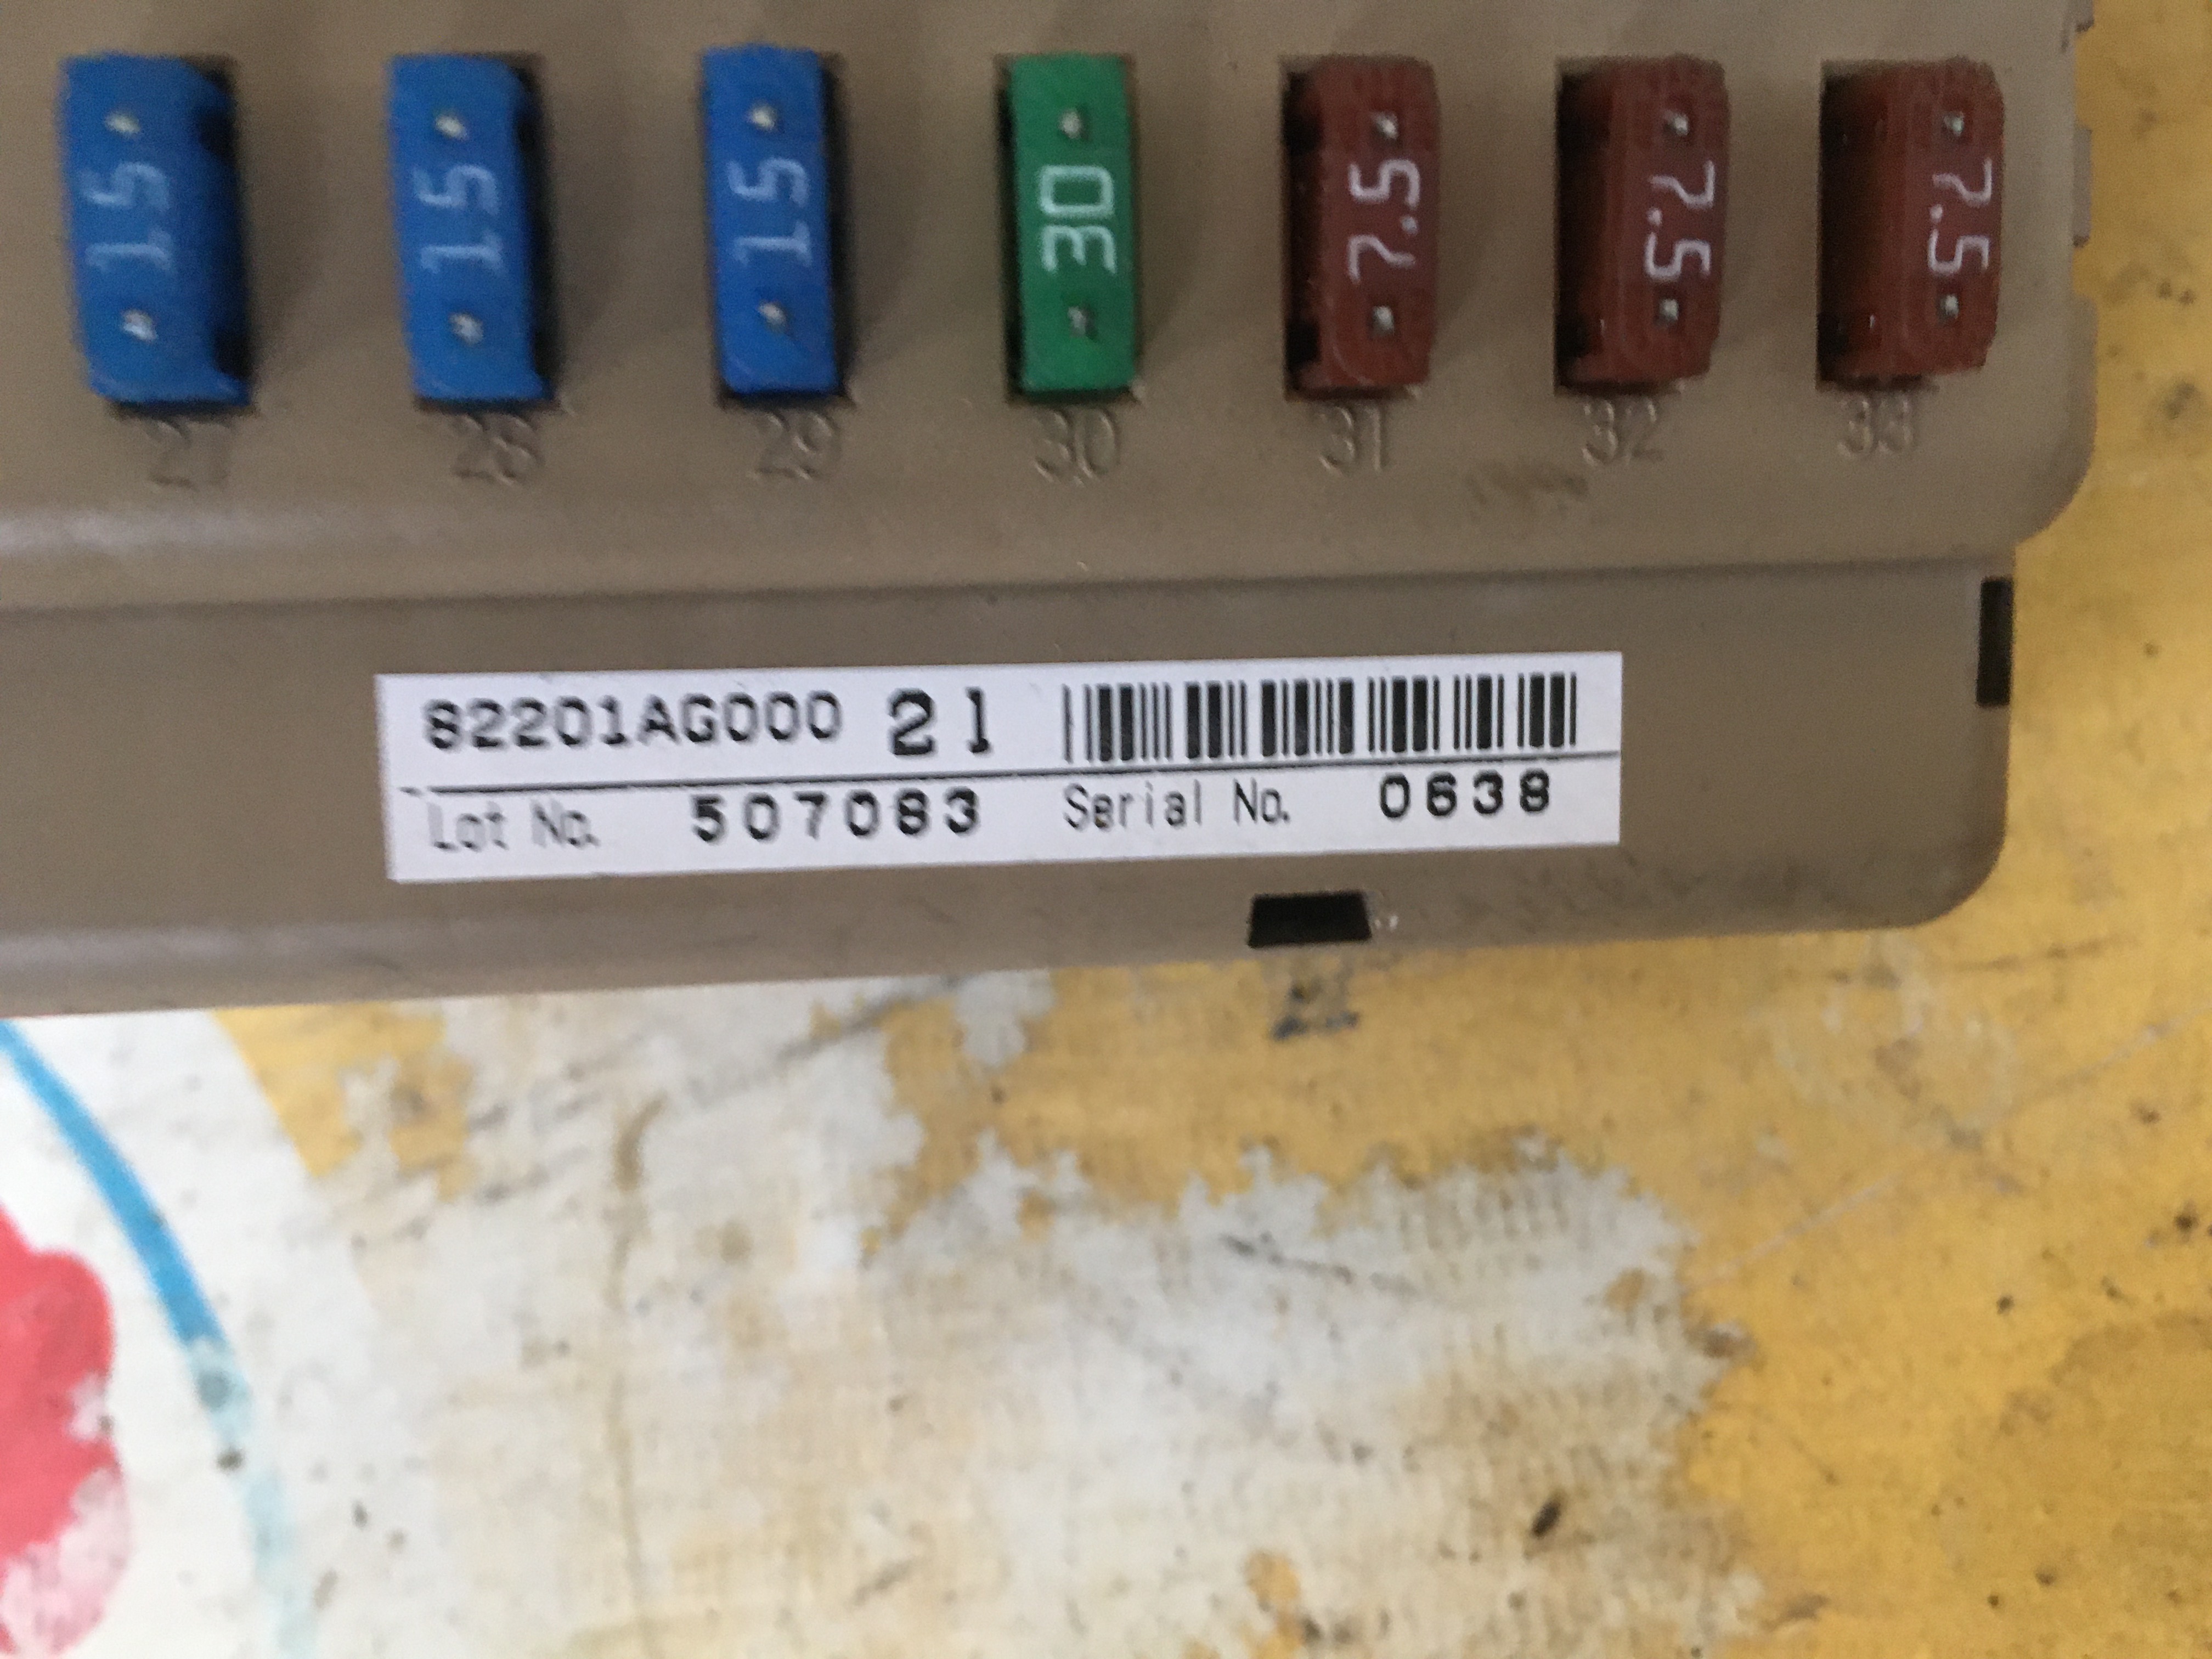 15 15 15 30 7.5 7.5 7.5
27 28 29 30 31 32 33
82201AG000 21
Lot No. 507083 Serial No. 0638